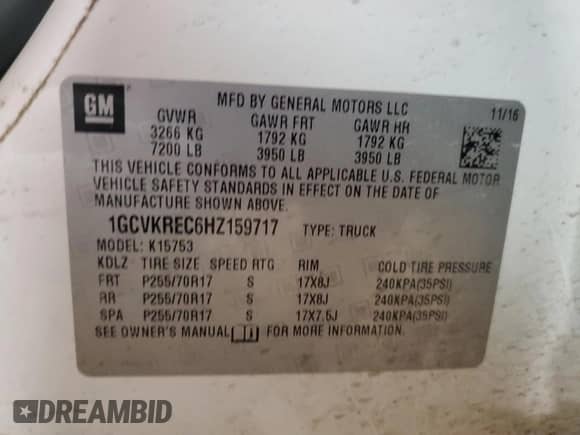 GM
MFD BY GENERAL MOTORS LLC 11/16
GVWR GAWR FRT GAWR RR
3266 KG 1792 KG 1792 KG
7200 LB 3950 LB 3950 LB
THIS VEHICLE CONFORMS TO ALL APPLICABLE U.S. FEDERAL MOTOR
VEHICLE SAFETY STANDARDS IN EFFECT ON THE DATE OF
MANUFACTURE SHOWN ABOVE.
1GCVKREC6HZ159717 TYPE: TRUCK
MODEL: K15753
KDLZ TIRE SIZE SPEED RTG RIM COLD TIRE PRESSURE
FRT P255/70R17 S 17X8J 240KPA(35PSI)
RR P255/70R17 S 17X8J 240KPA(35PSI)
SPA P255/70R17 S 17X7.5J 240KPA(35PSI)
SEE OWNER'S MANUAL FOR MORE INFORMATION.
DREAMBID